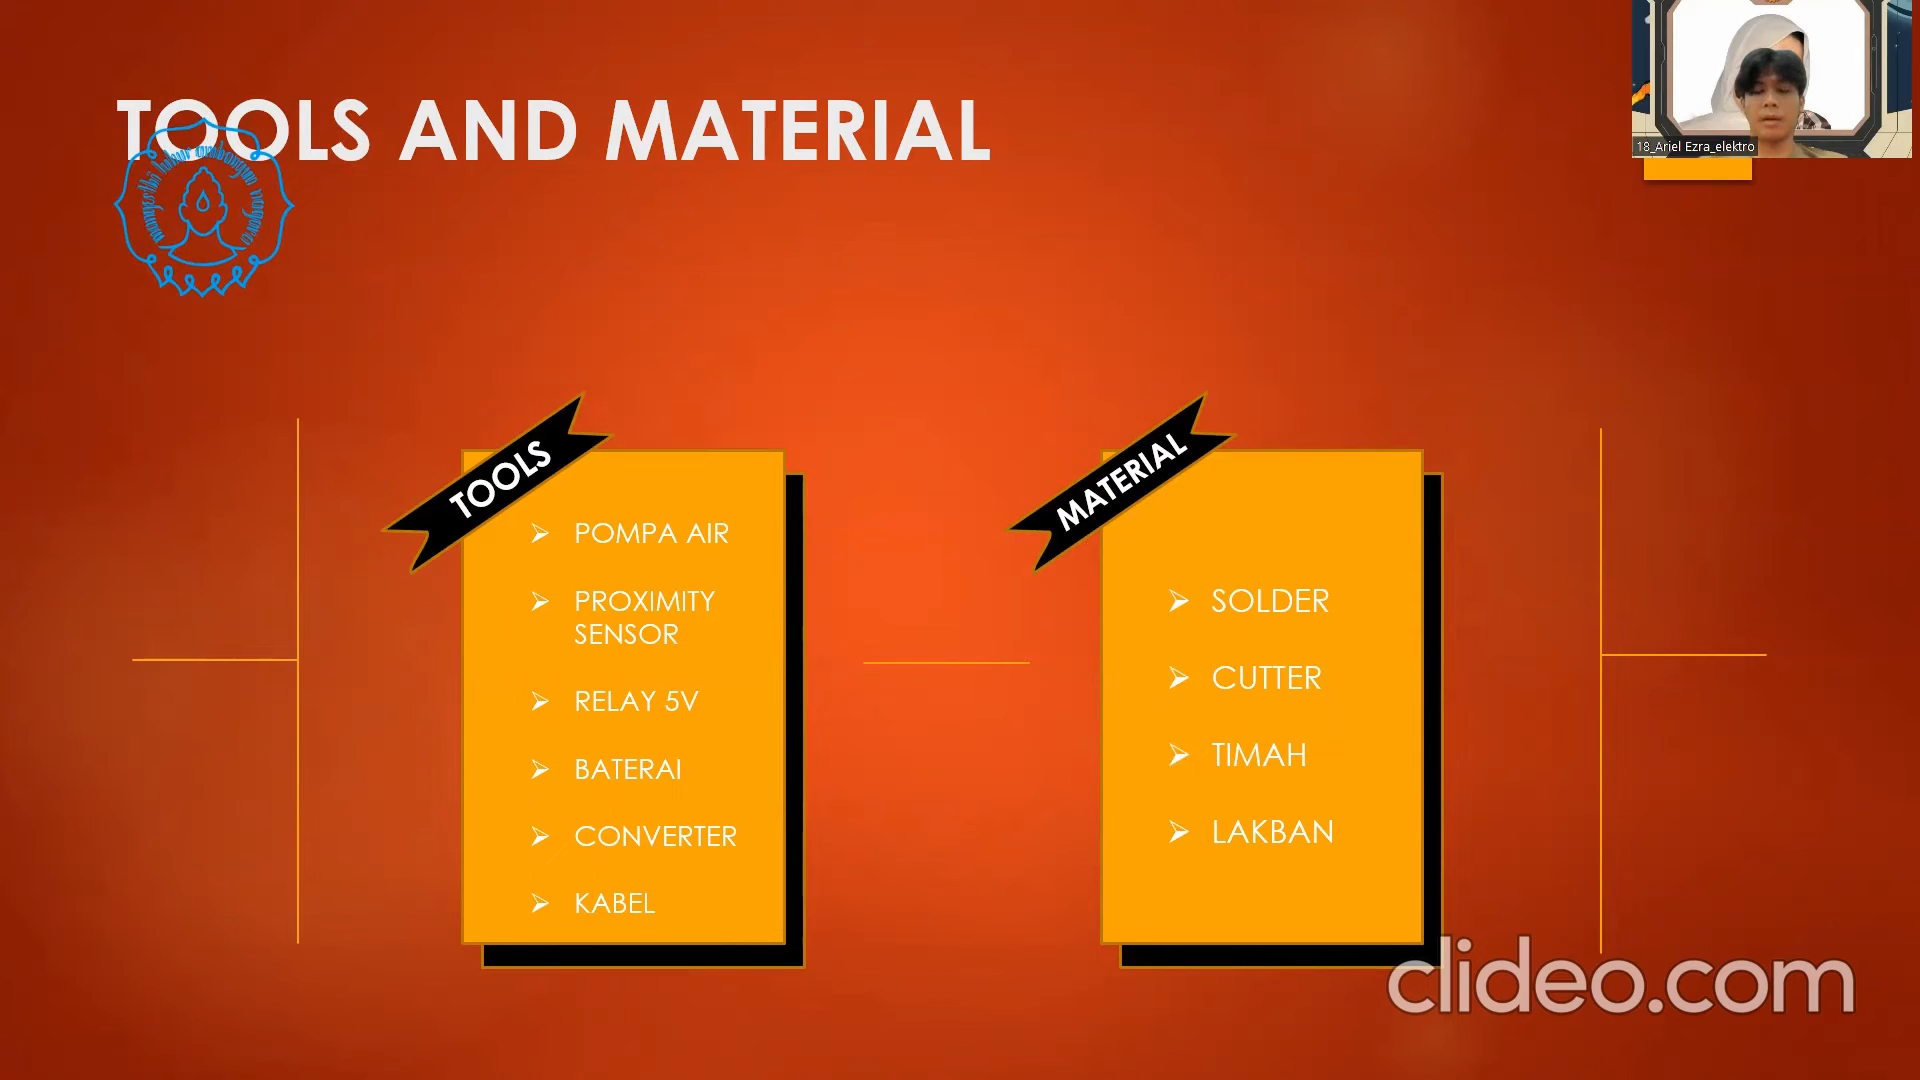 TOOLS AND MATERIAL
18_Ariel Ezra_elektro
TOOLS
POMPA AIR
PROXIMITY
SENSOR
RELAY 5V
BATERAI
CONVERTER
KABEL
MATERIAL
SOLDER
CUTTER
TIMAH
LAKBAN
clideo.com